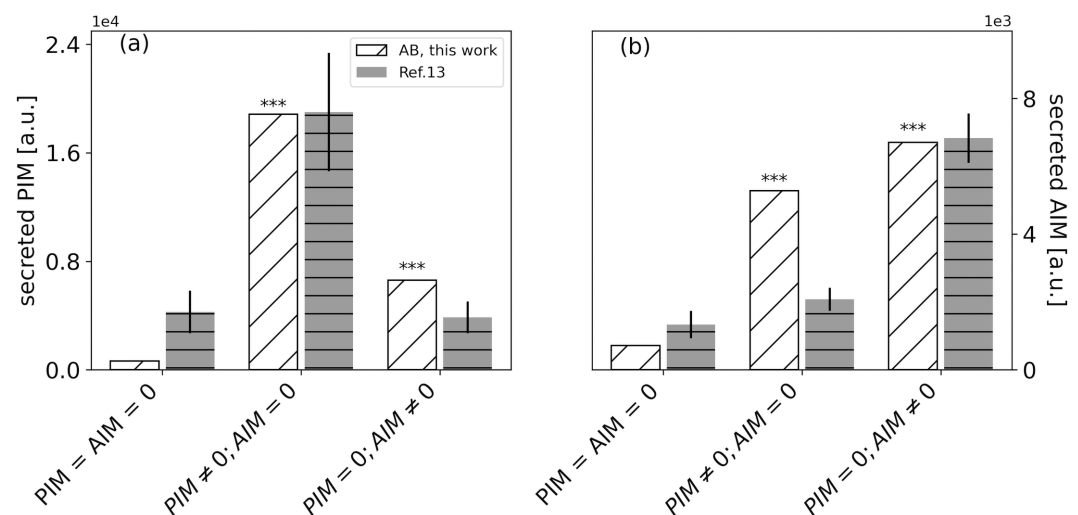 1e4
1e3
(a)
(b)
AB, this work
Ref.13
2.4
1.6
0.8
0.0
secreted PIM [a.u.]
***
***
***
***
8
4
0
secreted AIM [a.u.]
PIM = AIM = 0
PIM ≠ 0; AIM = 0
PIM = 0; AIM ≠ 0
PIM = AIM = 0
PIM ≠ 0; AIM = 0
PIM = 0; AIM ≠ 0